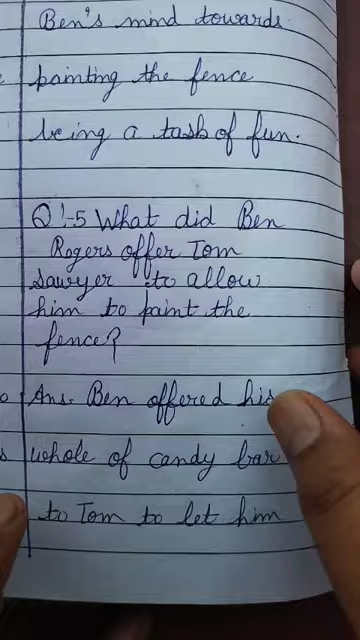 Ben's mind towards
painting the fence
being a task of fun.
Q!-5 What did Ben
Rogers offer Tom
Sawyer to allow
him to paint the
fence?
Ans. Ben offered his
whole of candy bar
to Tom to let him